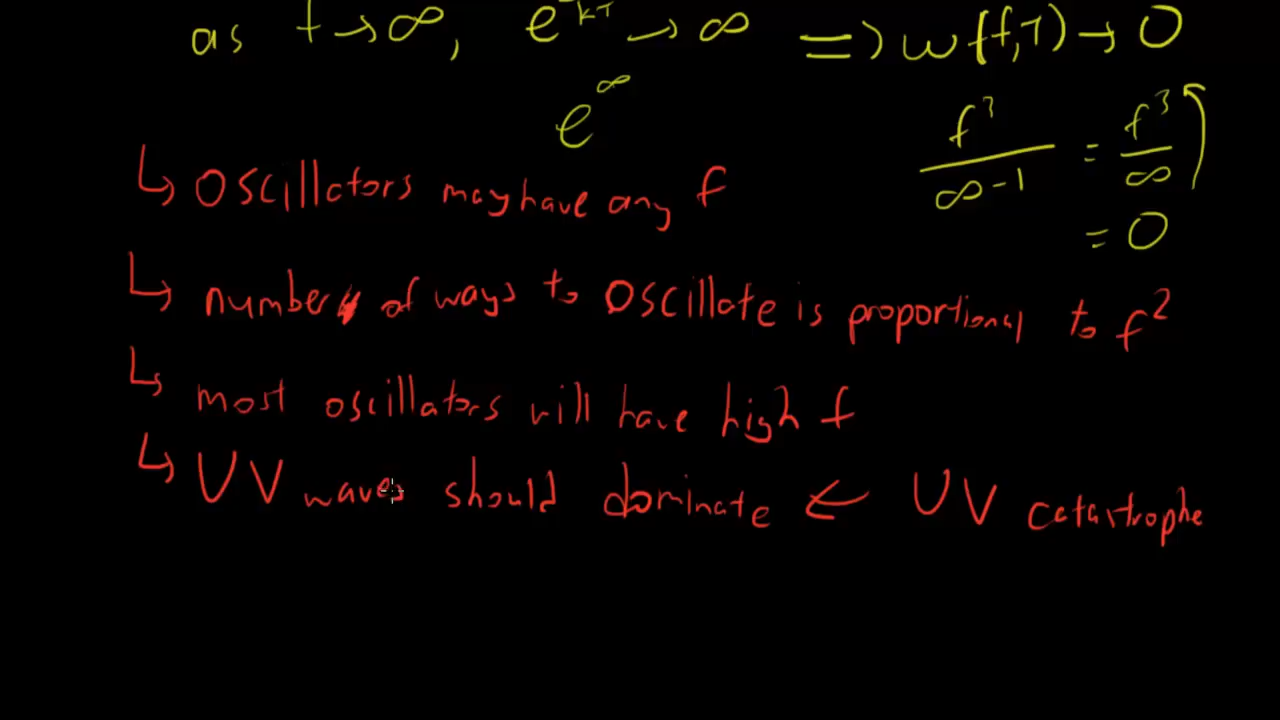 as f → ∞, e^kT → ∞ => w(f,T) → 0
e^∞
f³/(∞-1) = f³/∞
= 0
↳ Oscillators may have any f
↳ number of ways to Oscillate is proportional to f²
↳ most oscillators will have high f
↳ UV waves should dominate ← UV catastrophe